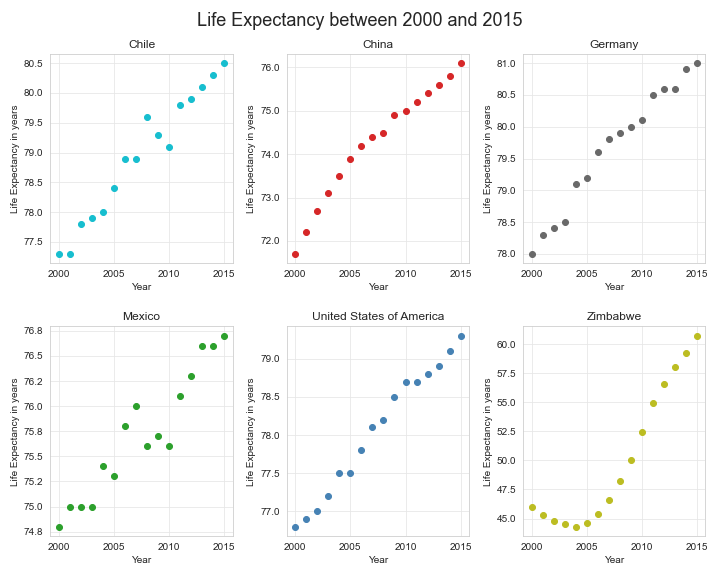 Life Expectancy between 2000 and 2015
Chile
Life Expectancy in years
80.5
80.0
79.5
79.0
78.5
78.0
77.5
2000 2005 2010 2015
Year
China
Life Expectancy in years
76.0
75.0
74.0
73.0
72.0
2000 2005 2010 2015
Year
Germany
Life Expectancy in years
81.0
80.5
80.0
79.5
79.0
78.5
78.0
2000 2005 2010 2015
Year
Mexico
Life Expectancy in years
76.8
76.5
76.2
76.0
75.8
75.5
75.2
75.0
74.8
2000 2005 2010 2015
Year
United States of America
Life Expectancy in years
79.0
78.5
78.0
77.5
77.0
2000 2005 2010 2015
Year
Zimbabwe
Life Expectancy in years
60.0
57.5
55.0
52.5
50.0
47.5
45.0
2000 2005 2010 2015
Year